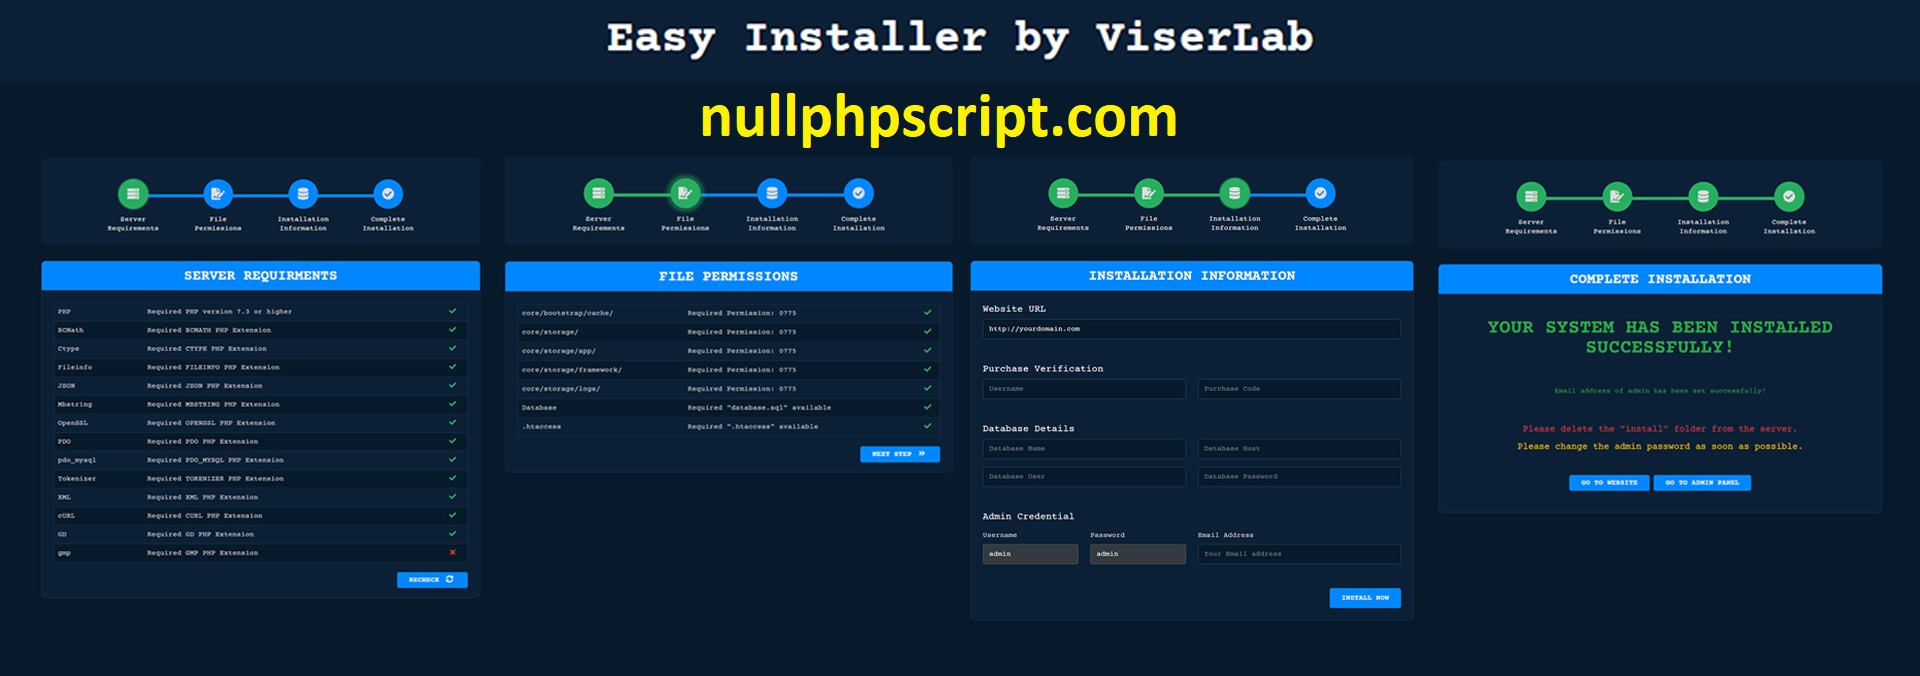 Easy Installer by ViserLab
nullphpscript.com
Server
Requirements
File
Permissions
Installation
Information
Complete
Installation
SERVER REQUIRMENTS
PHP Required PHP version 7.3 or higher
BCMath Required BCMATH PHP Extension
Ctype Required CTYPE PHP Extension
Fileinfo Required FILEINFO PHP Extension
JSON Required JSON PHP Extension
Mbstring Required MBSTRING PHP Extension
OpenSSL Required OPENSSL PHP Extension
PDO Required PDO PHP Extension
pdo_mysql Required PDO_MYSQL PHP Extension
Tokenizer Required TOKENIZER PHP Extension
XML Required XML PHP Extension
cURL Required CURL PHP Extension
GD Required GD PHP Extension
gmp Required GMP PHP Extension
RECHECK
Server
Requirements
File
Permissions
Installation
Information
Complete
Installation
FILE PERMISSIONS
core/bootstrap/cache/ Required Permission: 0775
core/storage/ Required Permission: 0775
core/storage/app/ Required Permission: 0775
core/storage/framework/ Required Permission: 0775
core/storage/logs/ Required Permission: 0775
Database Required "database.sql" available
.htaccess Required ".htaccess" available
NEXT STEP
Server
Requirements
File
Permissions
Installation
Information
Complete
Installation
INSTALLATION INFORMATION
Website URL
http://yourdomain.com
Purchase Verification
Username Purchase Code
Database Details
Database Name Database Host
Database User Database Password
Admin Credential
Username Password Email Address
admin admin Your Email address
INSTALL NOW
Server
Requirements
File
Permissions
Installation
Information
Complete
Installation
COMPLETE INSTALLATION
YOUR SYSTEM HAS BEEN INSTALLED
SUCCESSFULLY!
Email address of admin has been set successfully!
Please delete the "install" folder from the server.
Please change the admin password as soon as possible.
GO TO WEBSITE GO TO ADMIN PANEL